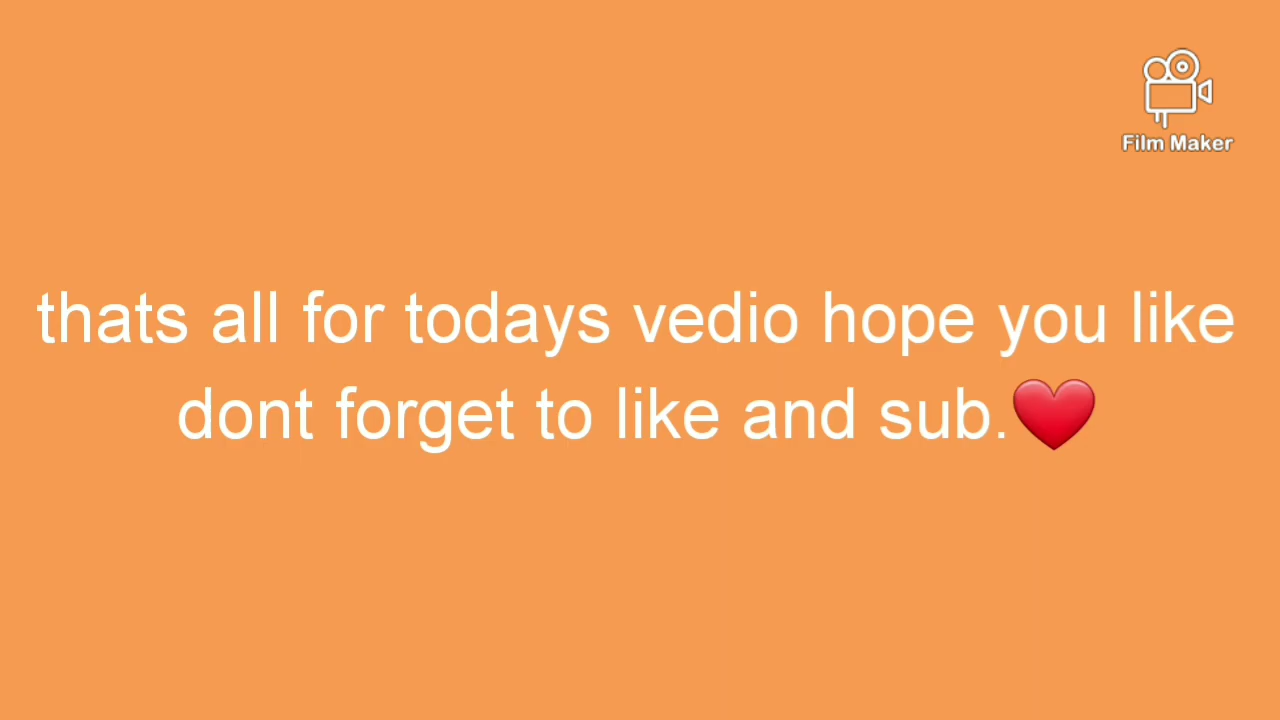 Film Maker
thats all for todays vedio hope you like
dont forget to like and sub.❤️